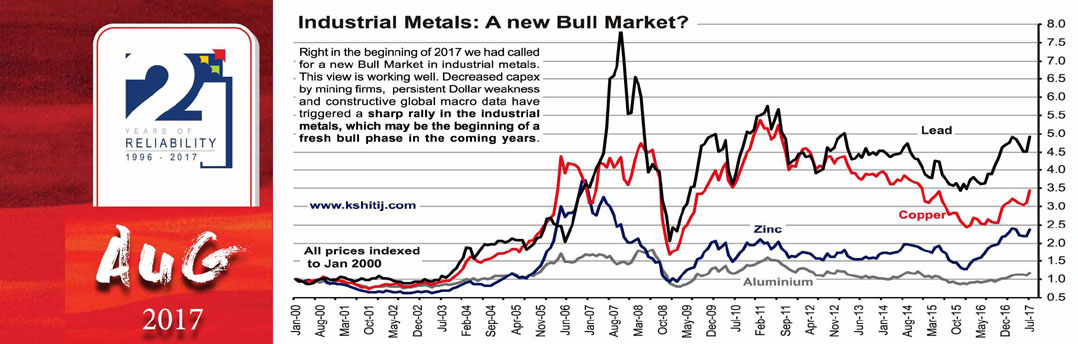 21
YEARS OF
RELIABILITY
1996 - 2017
AUG
2017
Industrial Metals: A new Bull Market?
Right in the beginning of 2017 we had called
for a new Bull Market in industrial metals.
This view is working well. Decreased capex
by mining firms, persistent Dollar weakness
and constructive global macro data have
triggered a sharp rally in the industrial
metals, which may be the beginning of a
fresh bull phase in the coming years.
www.kshitij.com
All prices indexed
to Jan 2000
Lead
Copper
Zinc
Aluminium
8.0
7.5
7.0
6.5
6.0
5.5
5.0
4.5
4.0
3.5
3.0
2.5
2.0
1.5
1.0
0.5
Jan-00
Aug-00
Mar-01
Oct-01
May-02
Dec-02
Jul-03
Feb-04
Sep-04
Apr-05
Nov-05
Jun-06
Jan-07
Aug-07
Mar-08
Oct-08
May-09
Dec-09
Jul-10
Feb-11
Sep-11
Apr-12
Nov-12
Jun-13
Jan-14
Aug-14
Mar-15
Oct-15
May-16
Dec-16
Jul-17